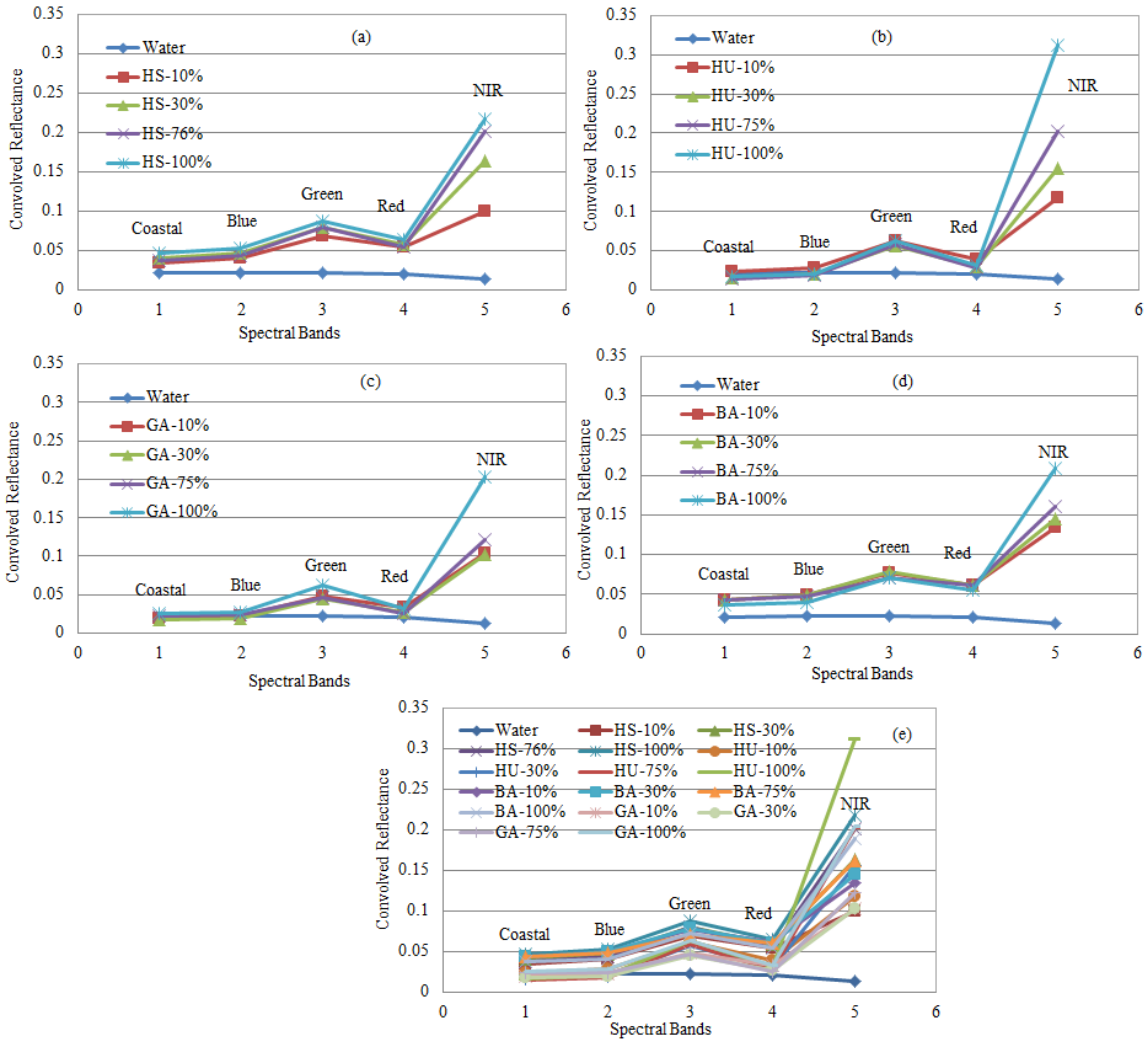 (a)
Convolved Reflectance
0.35
0.3
0.25
0.2
0.15
0.1
0.05
0
Water
HS-10%
HS-30%
HS-76%
HS-100%
Coastal
Blue
Green
Red
NIR
0 1 2 3 4 5 6
Spectral Bands
(b)
Convolved Reflectance
0.35
0.3
0.25
0.2
0.15
0.1
0.05
0
Water
HU-10%
HU-30%
HU-75%
HU-100%
Coastal
Blue
Green
Red
NIR
0 1 2 3 4 5 6
Spectral Bands
(c)
Convolved Reflectance
0.35
0.3
0.25
0.2
0.15
0.1
0.05
0
Water
GA-10%
GA-30%
GA-75%
GA-100%
Coastal
Blue
Green
Red
NIR
0 1 2 3 4 5 6
Spectral Bands
(d)
Convolved Reflectance
0.35
0.3
0.25
0.2
0.15
0.1
0.05
0
Water
BA-10%
BA-30%
BA-75%
BA-100%
Coastal
Blue
Green
Red
NIR
0 1 2 3 4 5 6
Spectral Bands
(e)
Convolved Reflectance
0.35
0.3
0.25
0.2
0.15
0.1
0.05
0
Water HS-10% HS-30%
HS-76% HS-100% HU-10%
HU-30% HU-75% HU-100%
BA-10% BA-30% BA-75%
BA-100% GA-10% GA-30%
GA-75% GA-100%
Coastal
Blue
Green
Red
NIR
0 1 2 3 4 5 6
Spectral Bands